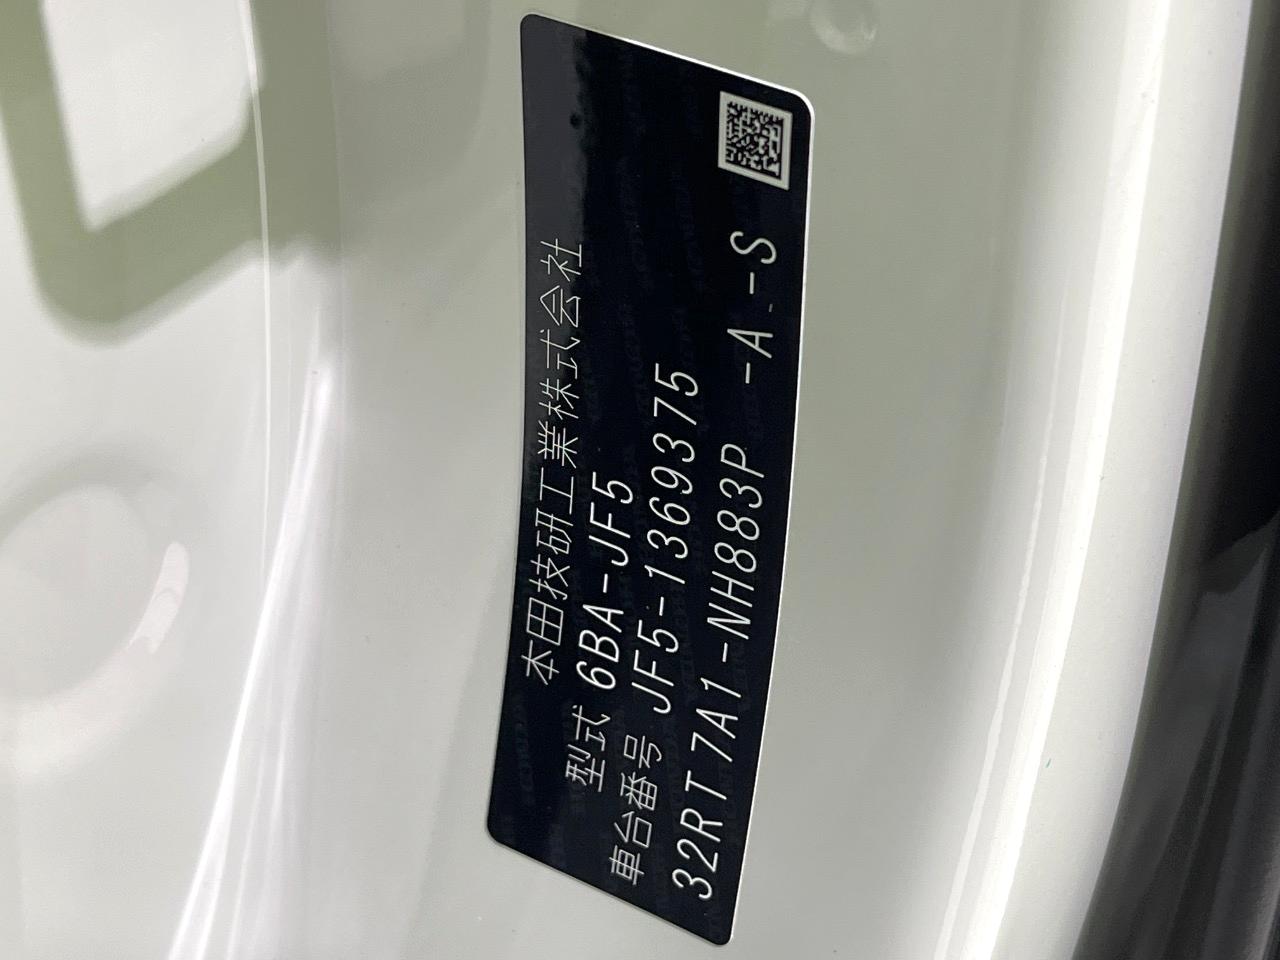 本田技研工業株式会社
型式 6BA-JF5
車台番号 JF5-1369375
32RT7A1-NH883P -A.-S